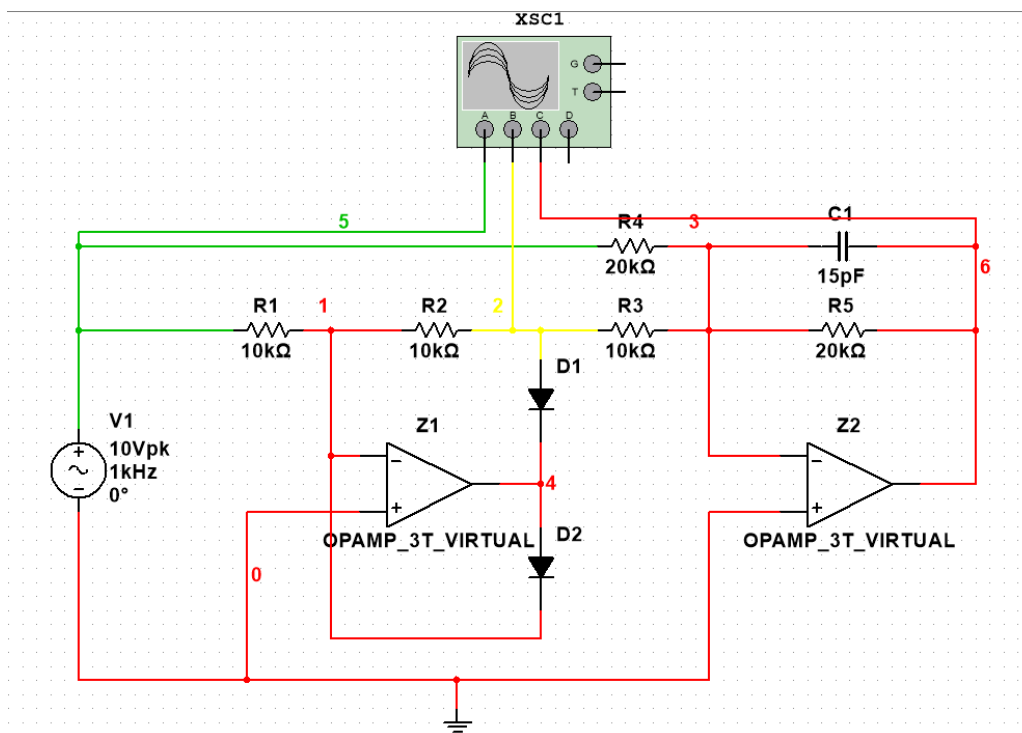 XSC1
G
T
A B C D
5
R4
20kΩ
3
C1
15pF
6
R1
10kΩ
1
R2
10kΩ
2
R3
10kΩ
R5
20kΩ
D1
V1
10Vpk
1kHz
0°
Z1
4
OPAMP_3T_VIRTUAL
D2
Z2
OPAMP_3T_VIRTUAL
0